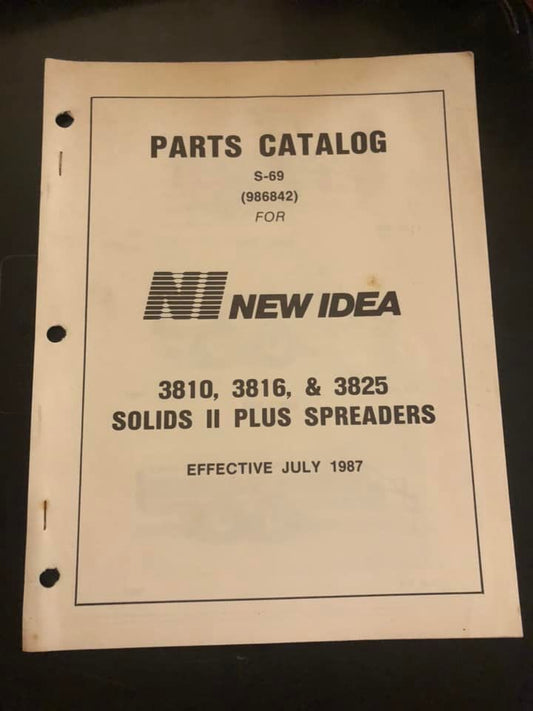 PARTS CATALOG
S-69
(986842)
FOR
NI NEW IDEA
3810, 3816, & 3825
SOLIDS II PLUS SPREADERS
EFFECTIVE JULY 1987